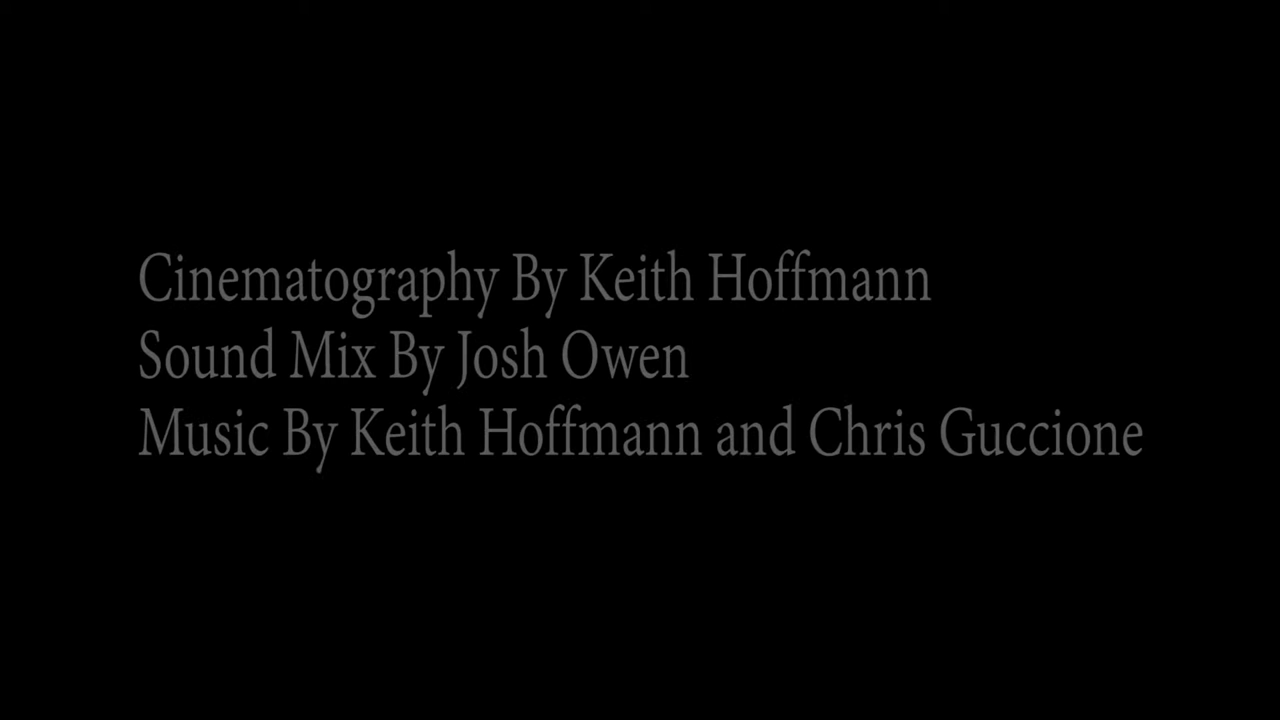 Cinematography By Keith Hoffmann
Sound Mix By Josh Owen
Music By Keith Hoffmann and Chris Guccione